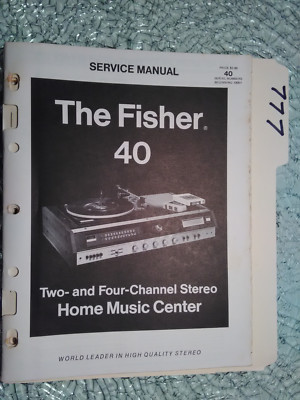 SERVICE MANUAL
40
The Fisher®
40
Two- and Four-Channel Stereo
Home Music Center
WORLD LEADER IN HIGH QUALITY STEREO
777